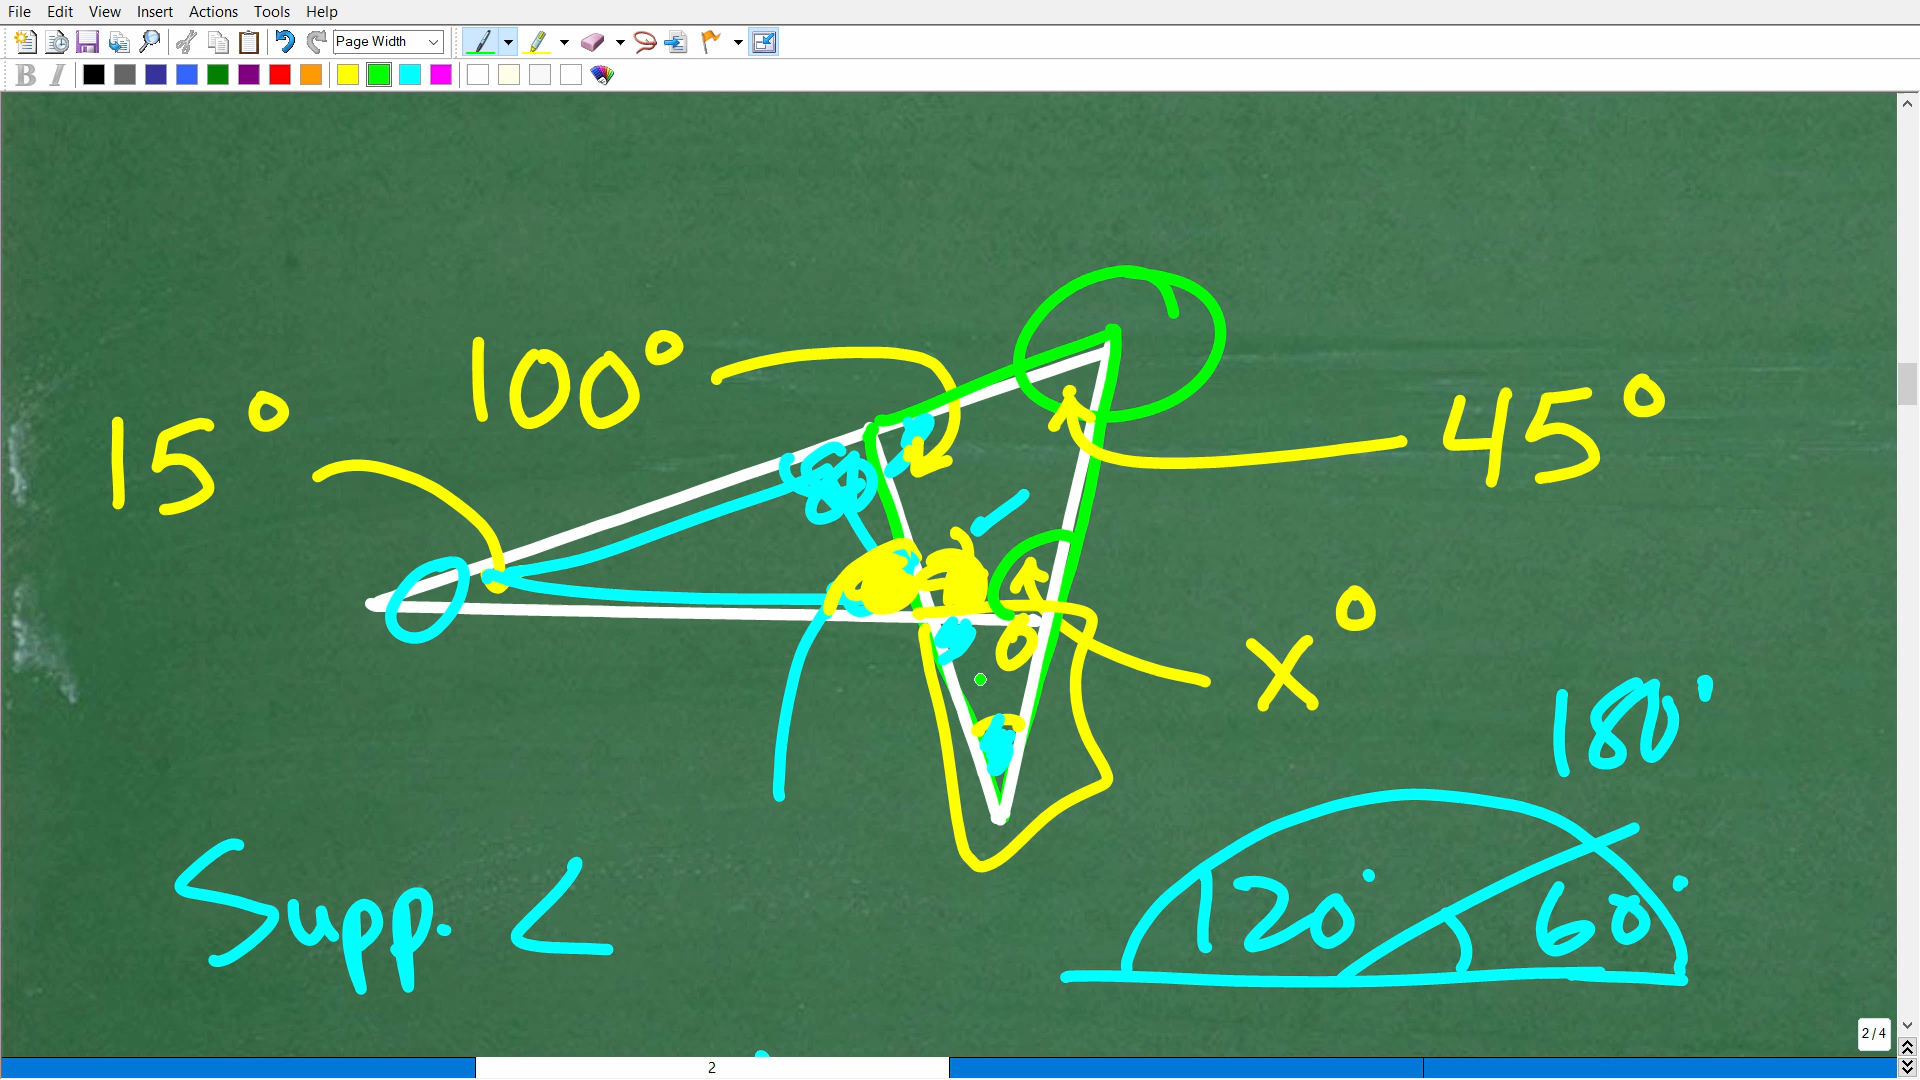 File Edit View Insert Actions Tools Help
Page Width
B I
100°
15°
45°
80
x°
180°
Supp. <
120° 60°
2 / 4
2